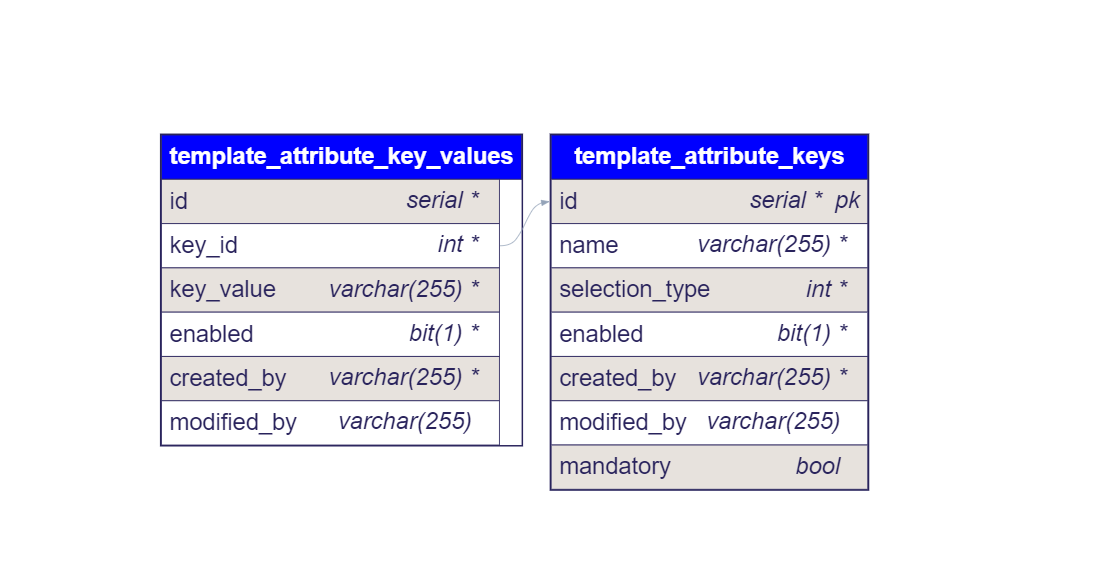 template_attribute_key_values
id serial *
key_id int *
key_value varchar(255) *
enabled bit(1) *
created_by varchar(255) *
modified_by varchar(255)
template_attribute_keys
id serial * pk
name varchar(255) *
selection_type int *
enabled bit(1) *
created_by varchar(255) *
modified_by varchar(255)
mandatory bool